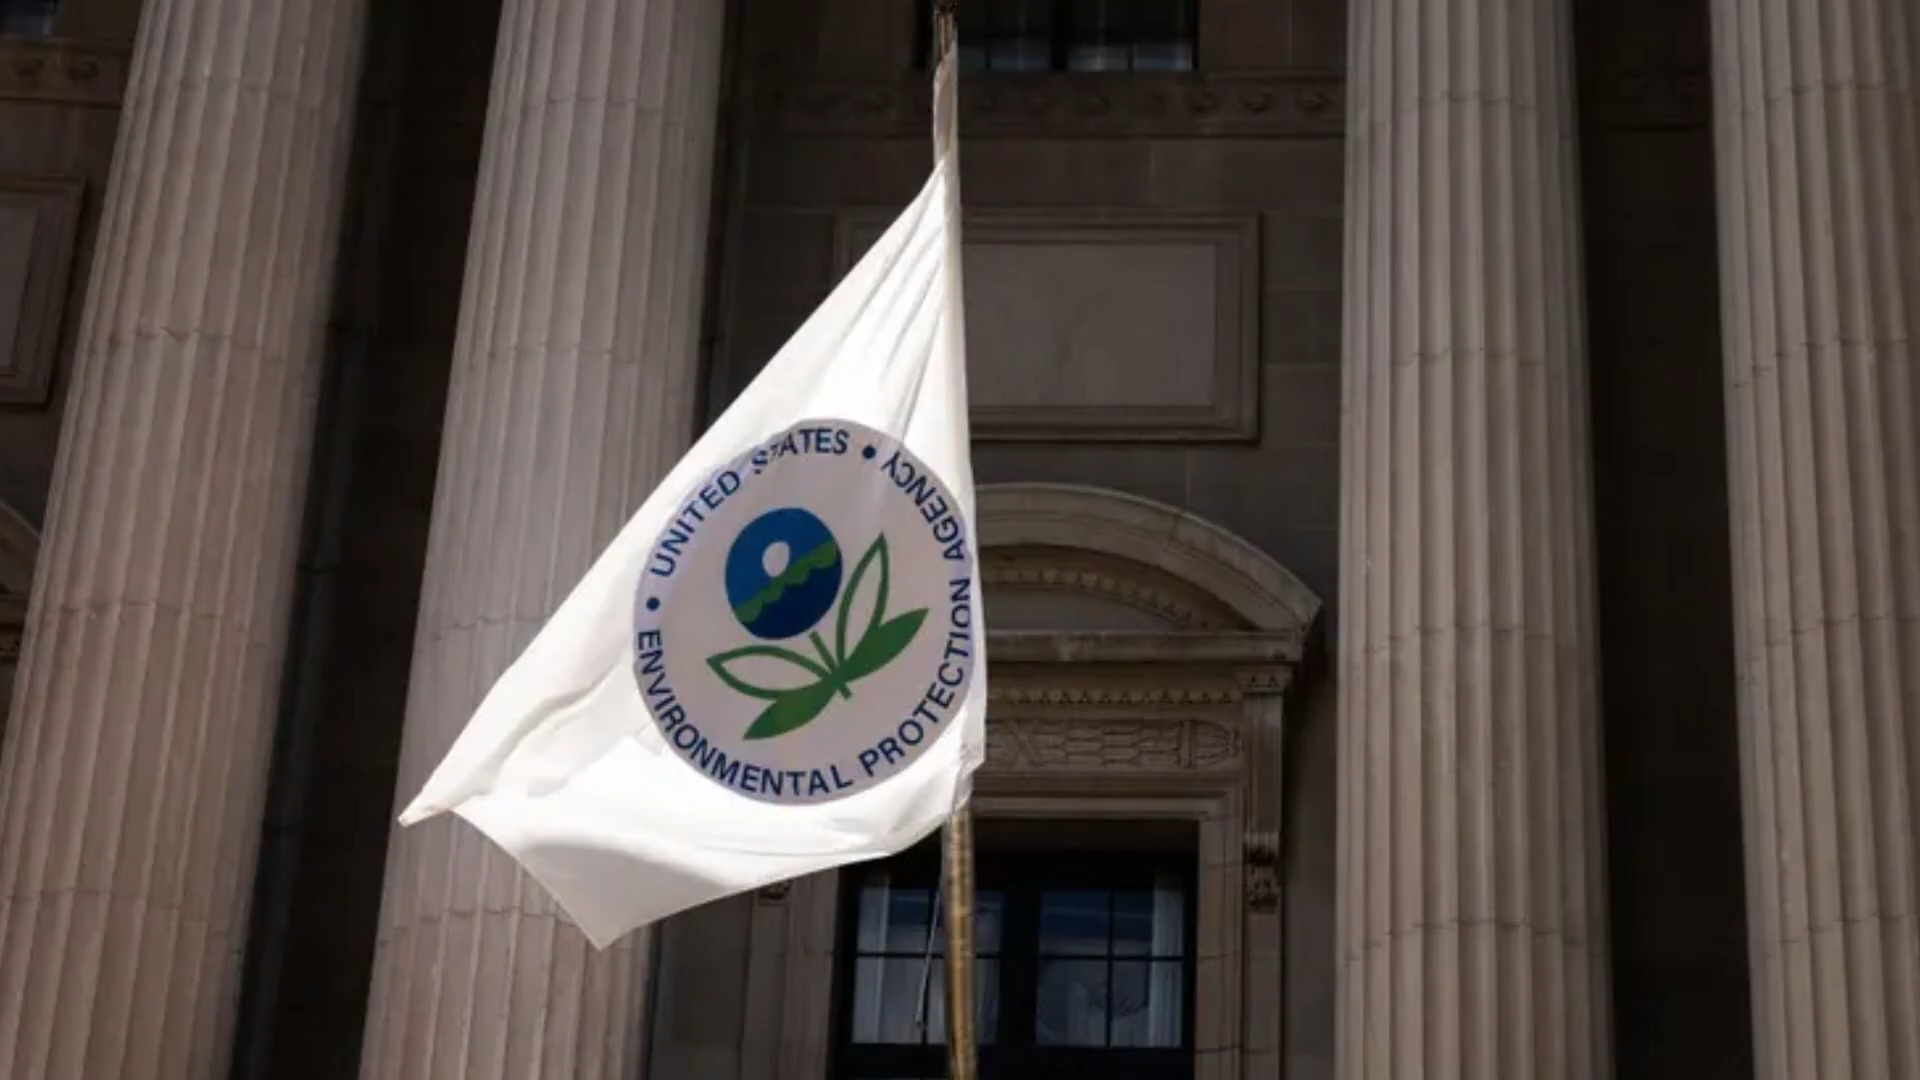 UNITED STATES • ENVIRONMENTAL PROTECTION AGENCY •